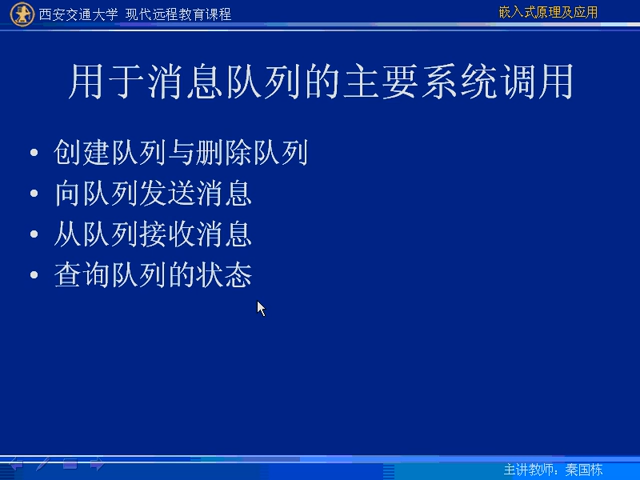 西安交通大学 现代远程教育课程
嵌入式原理及应用
用于消息队列的主要系统调用
• 创建队列与删除队列
• 向队列发送消息
• 从队列接收消息
• 查询队列的状态
主讲教师：秦国栋